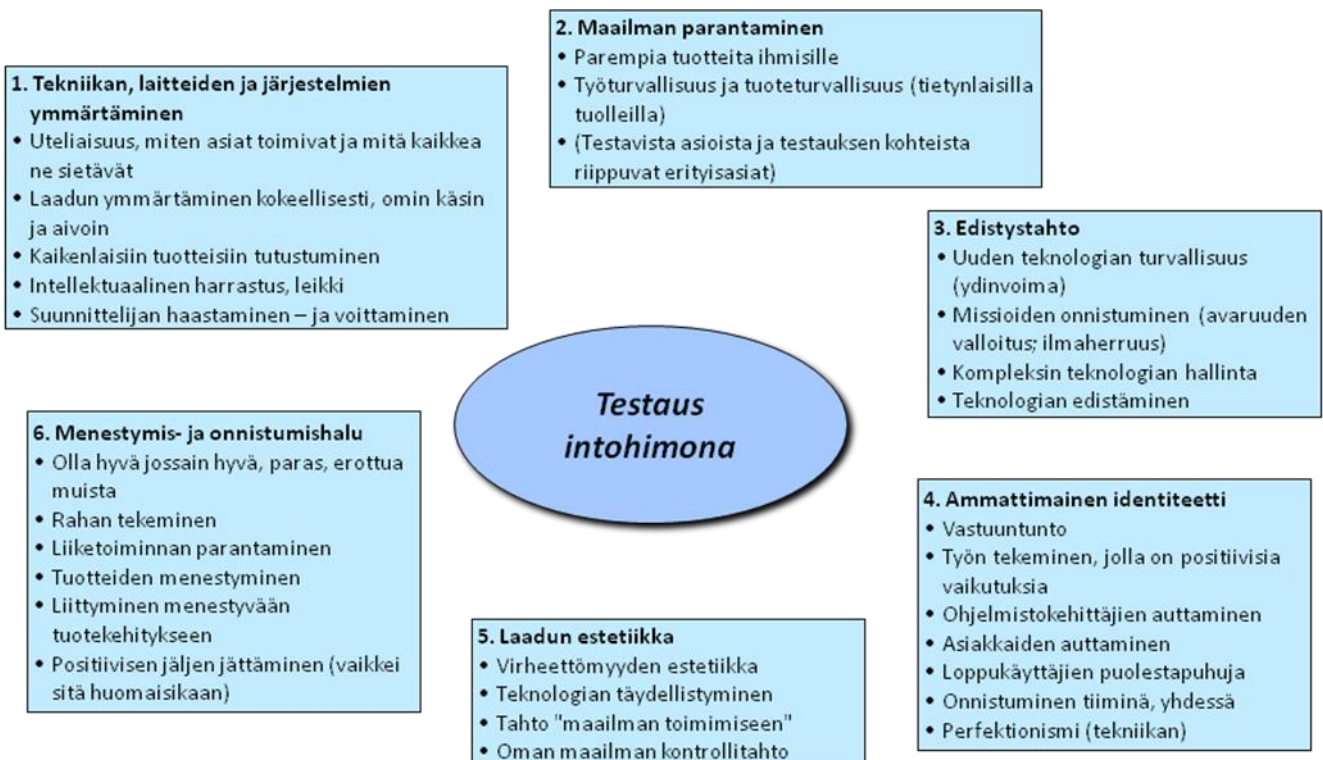 1. Tekniikan, laitteiden ja järjestelmien
ymmärtäminen
• Uteliaisuus, miten asiat toimivat ja mitä kaikkea
ne sietävät
• Laadun ymmärtäminen kokeellisesti, omin käsin
ja aivoin
• Kaikenlaisiin tuotteisiin tutustuminen
• Intellektuaalinen harrastus, leikki
• Suunnittelijan haastaminen – ja voittaminen
2. Maailman parantaminen
• Parempia tuotteita ihmisille
• Työturvallisuus ja tuoteturvallisuus (tietynlaisilla
tuolleilla)
• (Testavista asioista ja testauksen kohteista
riippuvat erityisasiat)
3. Edistystahto
• Uuden teknologian turvallisuus
(ydinvoima)
• Missioiden onnistuminen (avaruuden
valloitus; ilmaherruus)
• Kompleksin teknologian hallinta
• Teknologian edistäminen
Testaus
intohimona
4. Ammattimainen identiteetti
• Vastuuntunto
• Työn tekeminen, jolla on positiivisia
vaikutuksia
• Ohjelmistokehittäjien auttaminen
• Asiakkaiden auttaminen
• Loppukäyttäjien puolestapuhuja
• Onnistuminen tiiminä, yhdessä
• Perfektionismi (tekniikan)
5. Laadun estetiikka
• Virheettömyyden estetiikka
• Teknologian täydellistyminen
• Tahto "maailman toimimiseen"
• Oman maailman kontrollitahto
6. Menestymis- ja onnistumishalu
• Olla hyvä jossain hyvä, paras, erottua
muista
• Rahan tekeminen
• Liiketoiminnan parantaminen
• Tuotteiden menestyminen
• Liittyminen menestyvään
tuotekehitykseen
• Positiivisen jäljen jättäminen (vaikkei
sitä huomaisikaan)